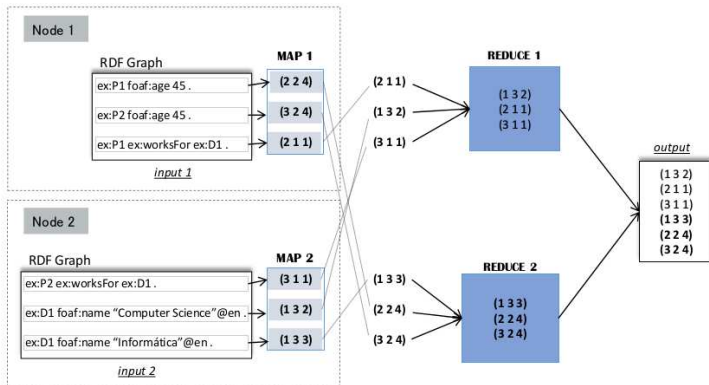 Node 1
RDF Graph
ex:P1 foaf:age 45 .
ex:P2 foaf:age 45 .
ex:P1 ex:worksFor ex:D1 .
input 1
MAP 1
(2 2 4)
(3 2 4)
(2 1 1)
Node 2
RDF Graph
ex:P2 ex:worksFor ex:D1 .
ex:D1 foaf:name “Computer Science”@en .
ex:D1 foaf:name “Informática”@en .
input 2
MAP 2
(3 1 1)
(1 3 2)
(1 3 3)
(2 1 1)
(1 3 2)
(3 1 1)
REDUCE 1
(1 3 2)
(2 1 1)
(3 1 1)
(1 3 3)
(2 2 4)
(3 2 4)
REDUCE 2
(1 3 3)
(2 2 4)
(3 2 4)
output
(1 3 2)
(2 1 1)
(3 1 1)
(1 3 3)
(2 2 4)
(3 2 4)